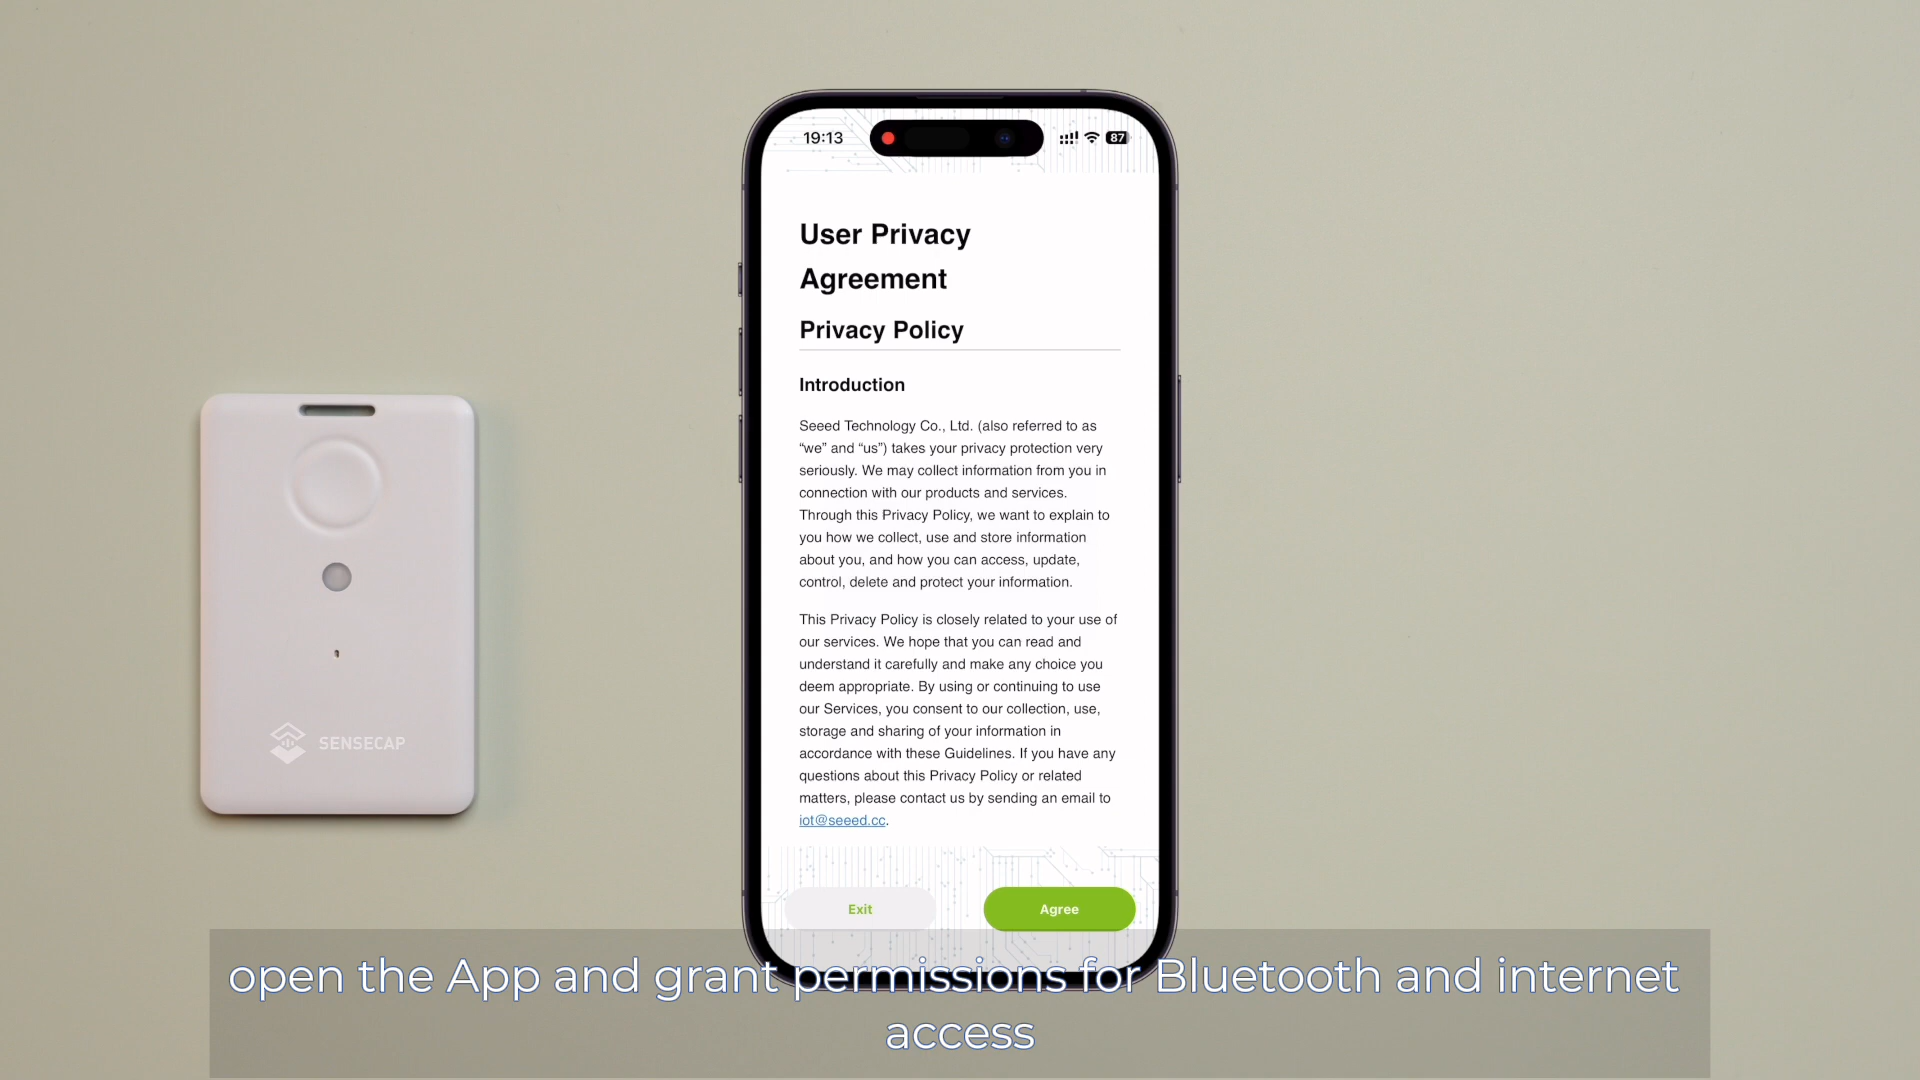 19:13
87
User Privacy
Agreement
Privacy Policy
Introduction
Seeed Technology Co., Ltd. (also referred to as
“we” and “us”) takes your privacy protection very
seriously. We may collect information from you in
connection with our products and services.
Through this Privacy Policy, we want to explain to
you how we collect, use and store information
about you, and how you can access, update,
control, delete and protect your information.
This Privacy Policy is closely related to your use of
our services. We hope that you can read and
understand it carefully and make any choice you
deem appropriate. By using or continuing to use
our Services, you consent to our collection, use,
storage and sharing of your information in
accordance with these Guidelines. If you have any
questions about this Privacy Policy or related
matters, please contact us by sending an email to
iot@seeed.cc.
Exit
Agree
SENSECAP
open the App and grant permissions for Bluetooth and internet
access